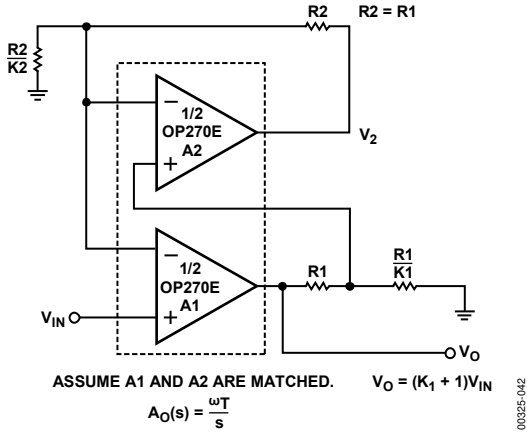 R2
R2 = R1
R2
K2
–
1/2
OP270E
A2
+
V2
–
1/2
OP270E
A1
+
VIN
R1
R1
K1
VO
ASSUME A1 AND A2 ARE MATCHED.
AO(s) = ωT
s
VO = (K1 + 1)VIN
00325-042